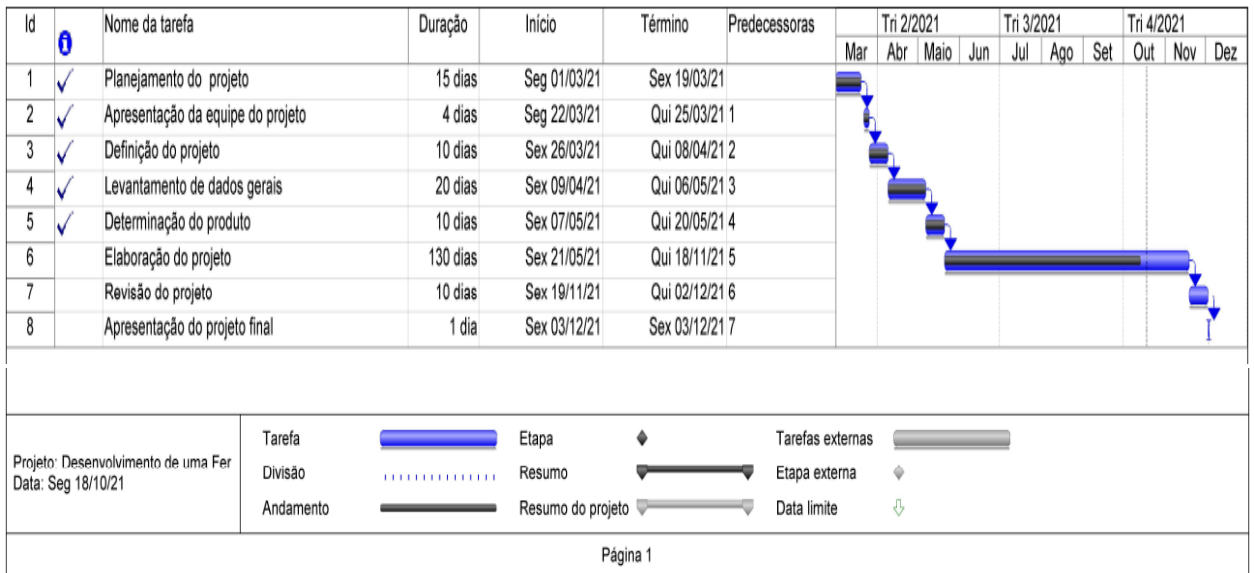 Id Nome da tarefa Duração Início Término Predecessoras Tri 2/2021 Tri 3/2021 Tri 4/2021
Mar Abr Maio Jun Jul Ago Set Out Nov Dez
1 Planejamento do projeto 15 dias Seg 01/03/21 Sex 19/03/21
2 Apresentação da equipe do projeto 4 dias Seg 22/03/21 Qui 25/03/21 1
3 Definição do projeto 10 dias Sex 26/03/21 Qui 08/04/21 2
4 Levantamento de dados gerais 20 dias Sex 09/04/21 Qui 06/05/21 3
5 Determinação do produto 10 dias Sex 07/05/21 Qui 20/05/21 4
6 Elaboração do projeto 130 dias Sex 21/05/21 Qui 18/11/21 5
7 Revisão do projeto 10 dias Sex 19/11/21 Qui 02/12/21 6
8 Apresentação do projeto final 1 dia Sex 03/12/21 Sex 03/12/21 7
Projeto: Desenvolvimento de uma Fer
Data: Seg 18/10/21
Tarefa Etapa Tarefas externas
Divisão Resumo Etapa externa
Andamento Resumo do projeto Data limite
Página 1